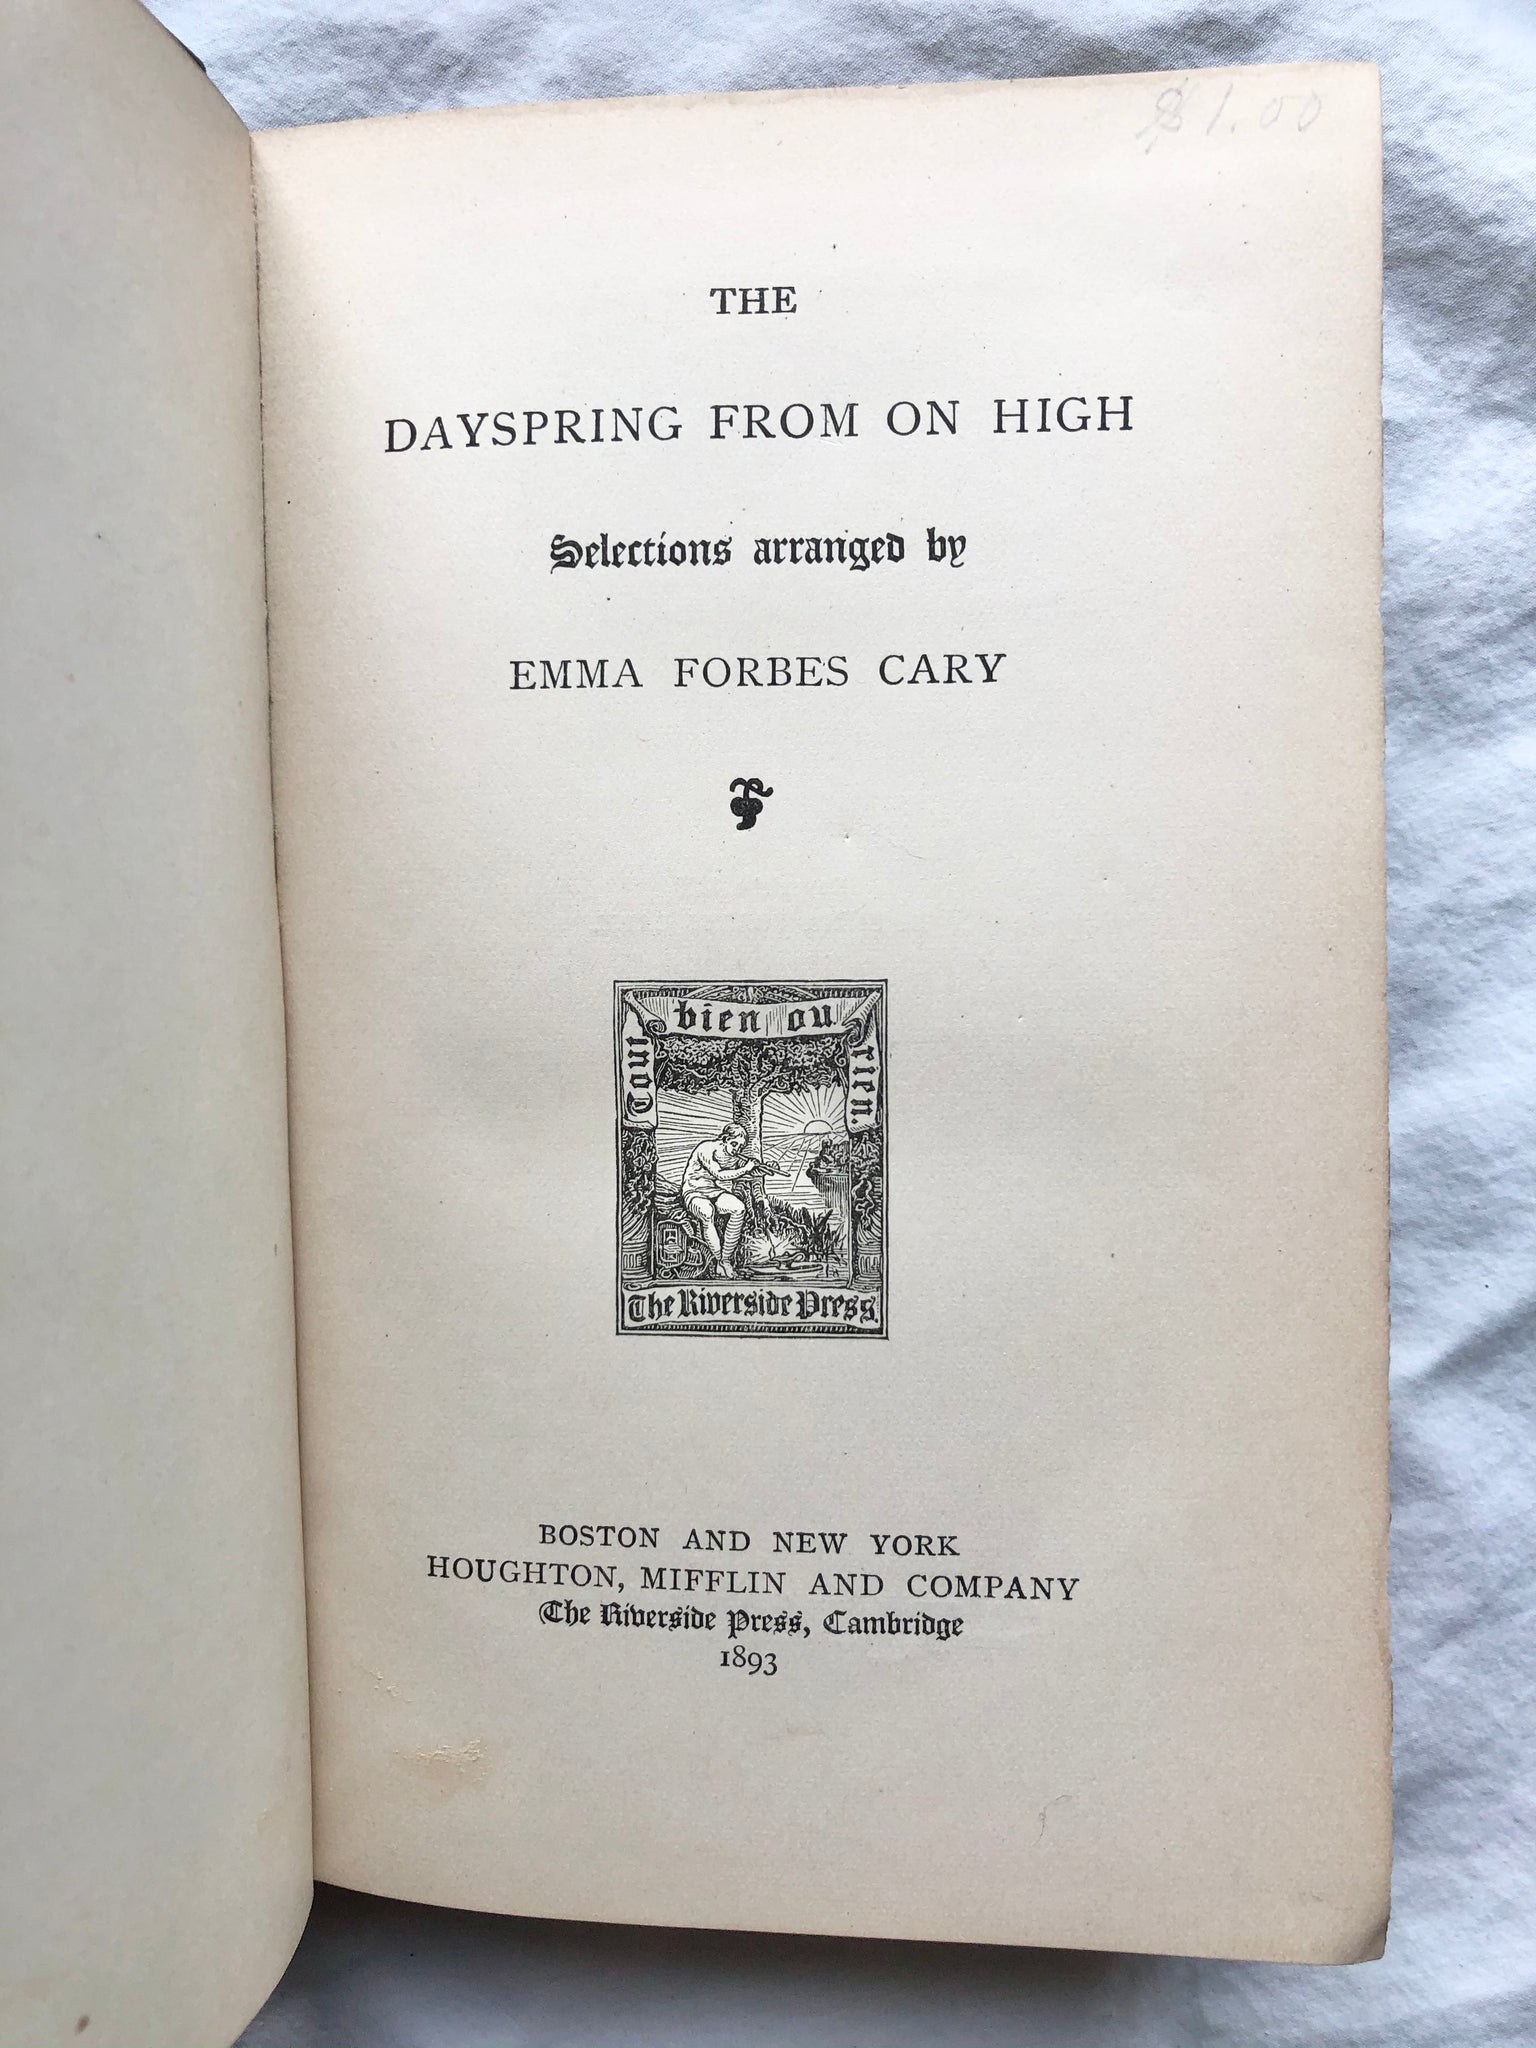 $1.00
THE
DAYSPRING FROM ON HIGH
Selections arranged by
EMMA FORBES CARY
Tout bien ou rien.
The Riverside Press.
BOSTON AND NEW YORK
HOUGHTON, MIFFLIN AND COMPANY
The Riverside Press, Cambridge
1893